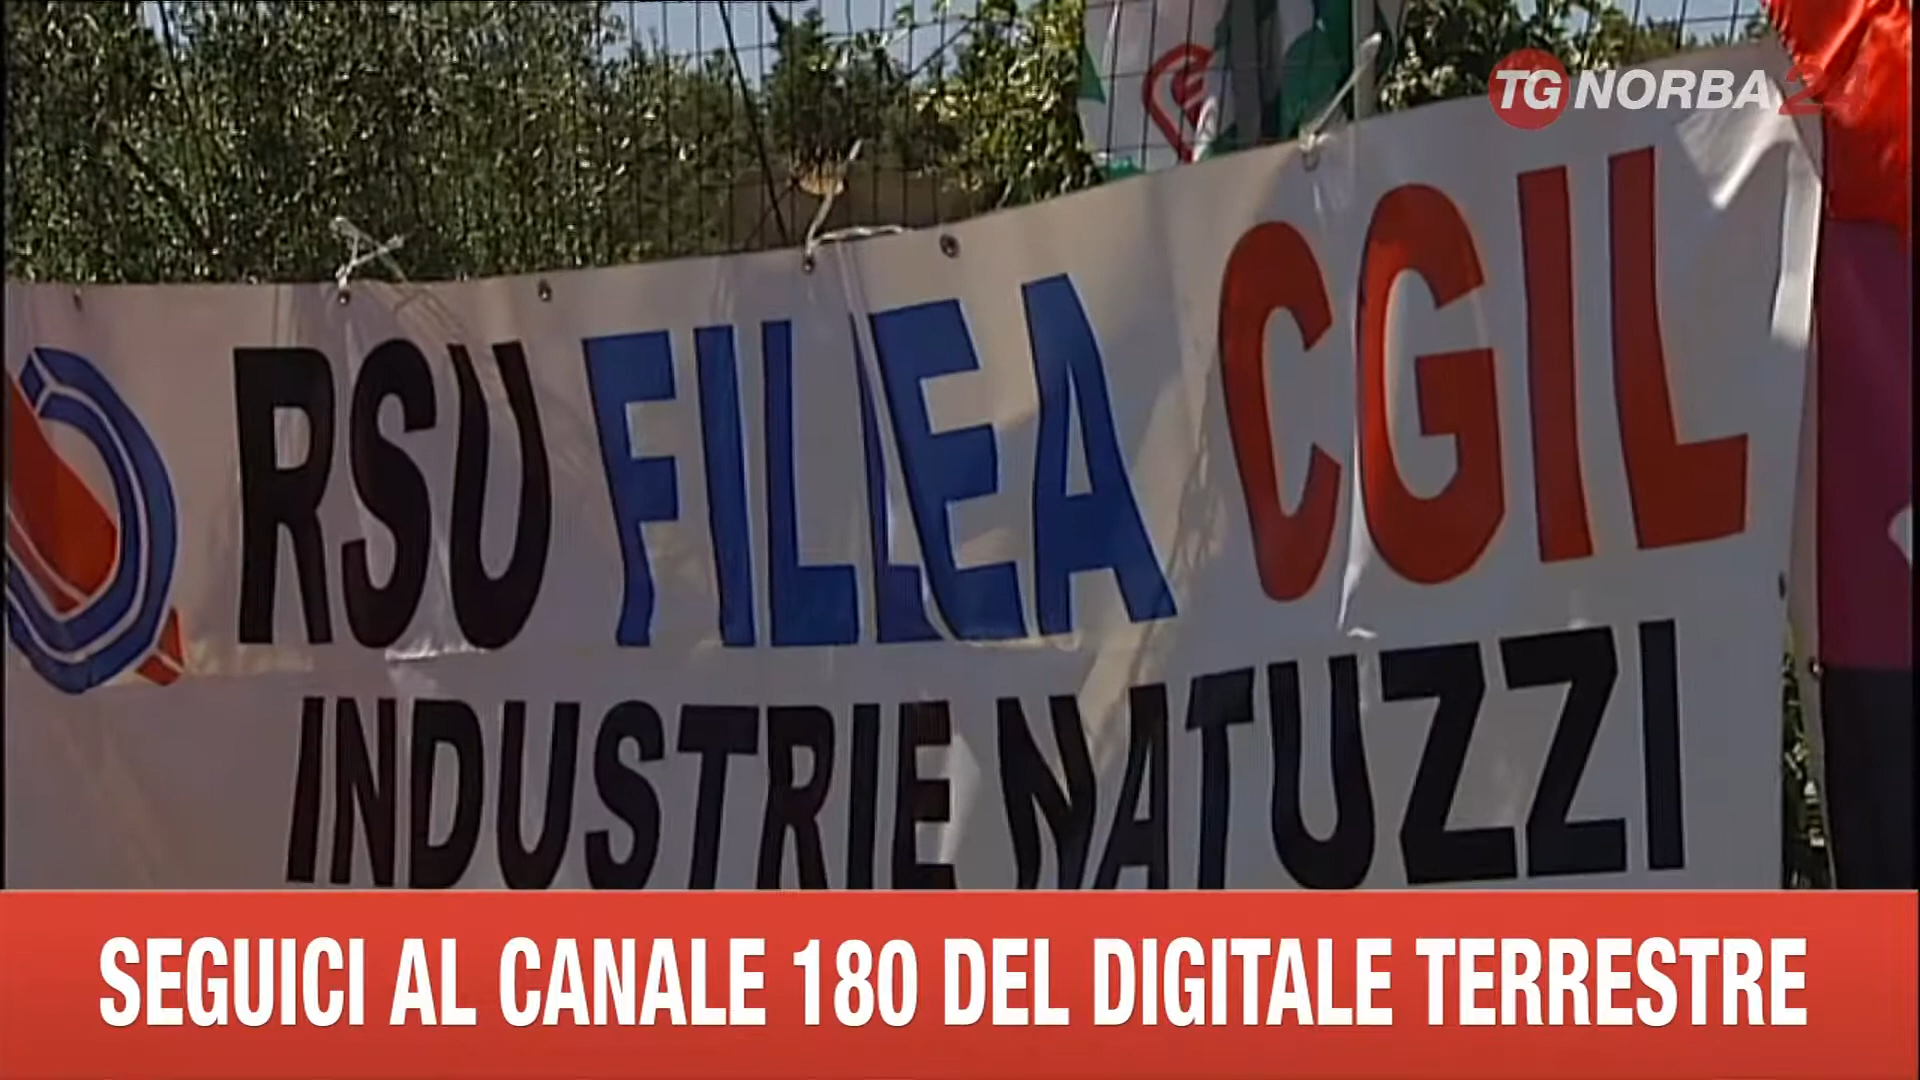 TG NORBA 24
RSU FILLEA CGIL
INDUSTRIE NATUZZI
SEGUICI AL CANALE 180 DEL DIGITALE TERRESTRE